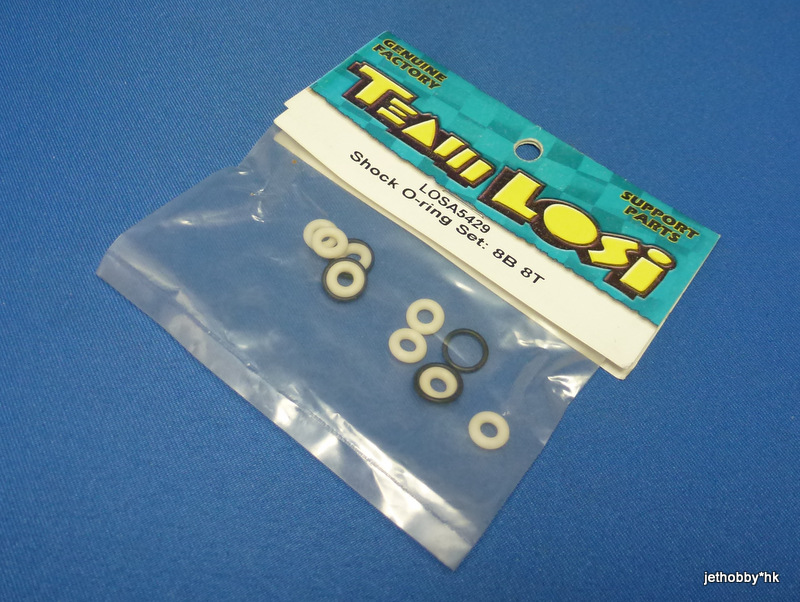 GENUINE
FACTORY
TEAM LOSI
SUPPORT
PARTS
LOSA5429
Shock O-ring Set: 8B 8T
jethobby*hk